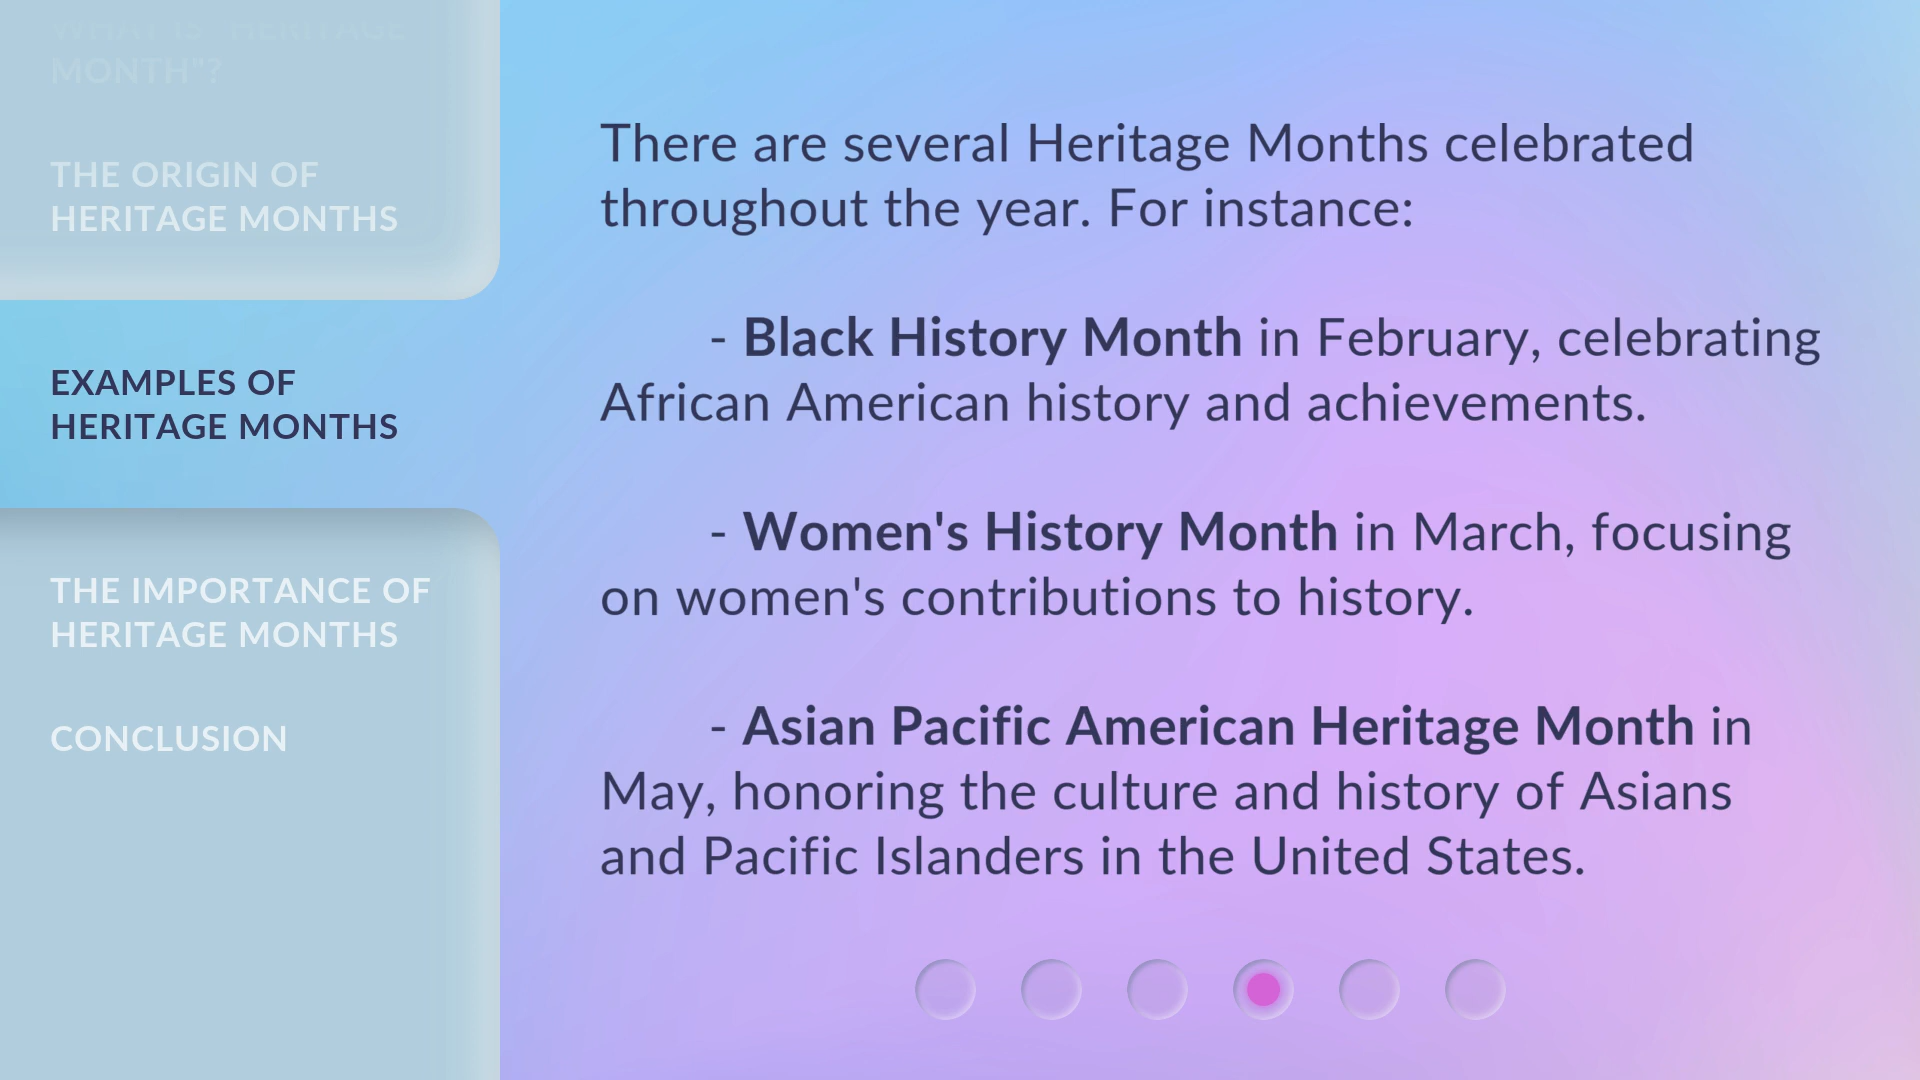 WHAT IS "HERITAGE
MONTH"?
THE ORIGIN OF
HERITAGE MONTHS
EXAMPLES OF
HERITAGE MONTHS
THE IMPORTANCE OF
HERITAGE MONTHS
CONCLUSION
There are several Heritage Months celebrated
throughout the year. For instance:
- Black History Month in February, celebrating
African American history and achievements.
- Women's History Month in March, focusing
on women's contributions to history.
- Asian Pacific American Heritage Month in
May, honoring the culture and history of Asians
and Pacific Islanders in the United States.